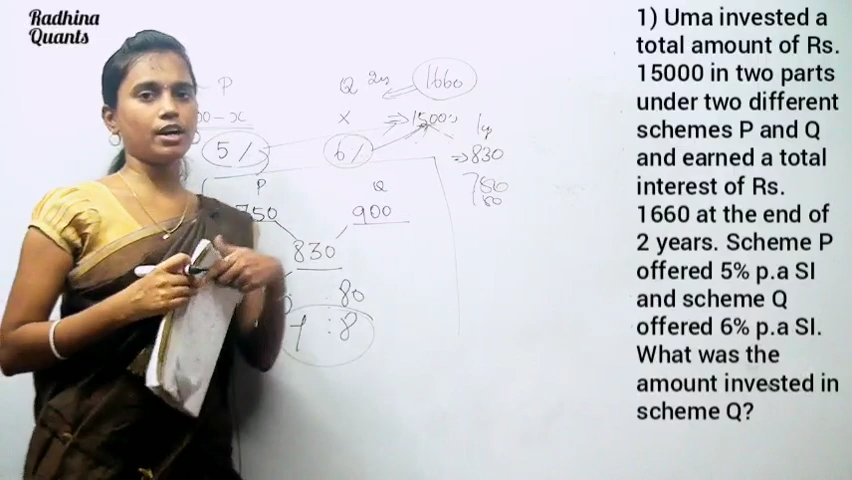 Radhina
Quants
P
Q
1660
x
15000
1y
5%
6%
⇒830
780
80
P
Q
750
900
830
80
7 : 8
1) Uma invested a
total amount of Rs.
15000 in two parts
under two different
schemes P and Q
and earned a total
interest of Rs.
1660 at the end of
2 years. Scheme P
offered 5% p.a SI
and scheme Q
offered 6% p.a SI.
What was the
amount invested in
scheme Q?